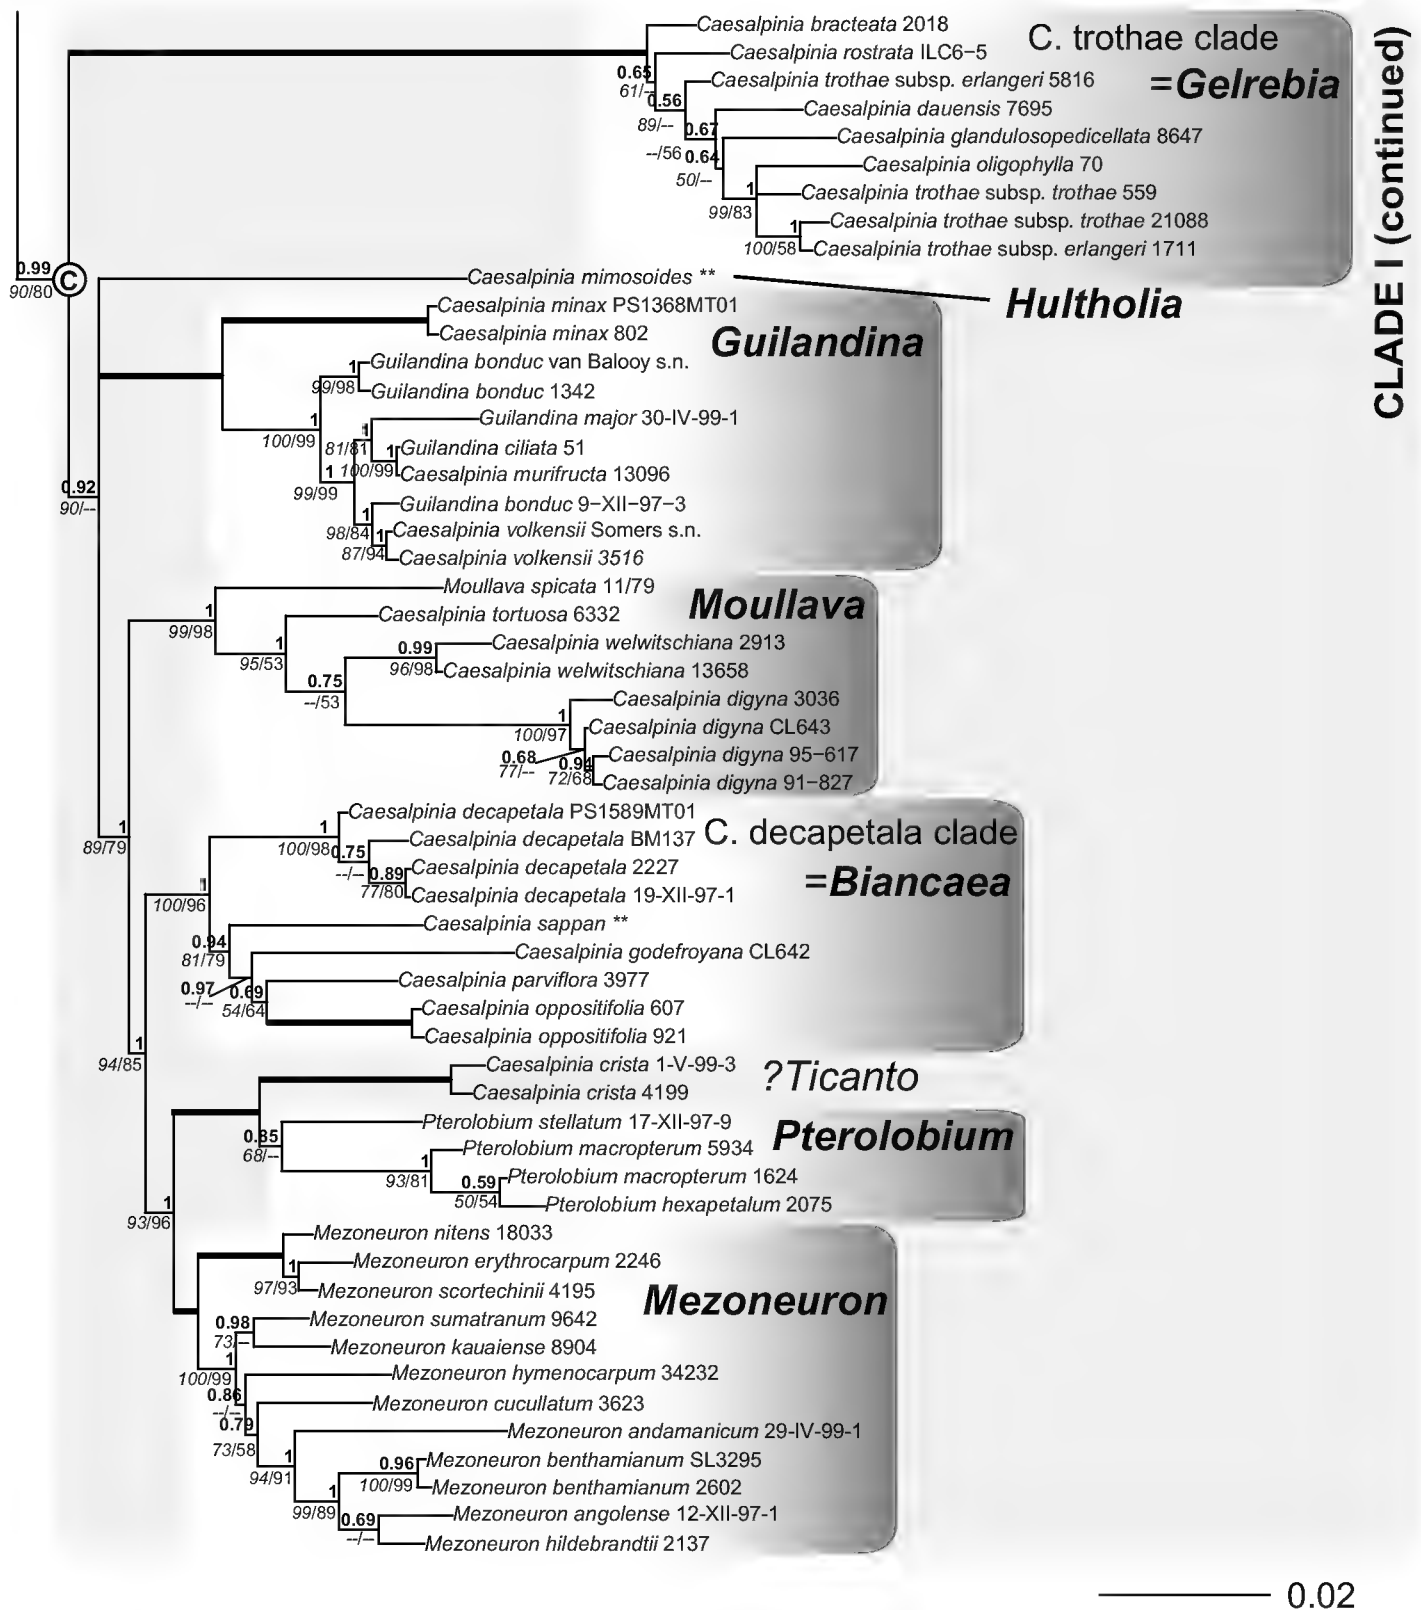 CLADE I (continued)
Caesalpinia bracteata 2018
Caesalpinia rostrata ILC6–5
C. trothae clade
=Gelrebia
0.65
61/--
Caesalpinia trothae subsp. erlangeri 5816
0.56
89/--
Caesalpinia dauensis 7695
0.67
--/56
Caesalpinia glandulosopedicellata 8647
0.64
50/--
Caesalpinia oligophylla 70
1
99/83
Caesalpinia trothae subsp. trothae 559
Caesalpinia trothae subsp. trothae 21088
1
100/58
Caesalpinia trothae subsp. erlangeri 1711
0.99
90/80
C
Caesalpinia mimosoides **
Hultholia
Caesalpinia minax PS1368MT01
Caesalpinia minax 802
Guilandina
Guilandina bonduc van Balooy s.n.
1
99/98
Guilandina bonduc 1342
1
100/99
Guilandina major 30-IV-99-1
1
81/81
Guilandina ciliata 51
1
100/99
Caesalpinia murifructa 13096
1
99/99
0.92
90/--
Guilandina bonduc 9–XII–97–3
1
98/84
Caesalpinia volkensii Somers s.n.
1
87/94
Caesalpinia volkensii 3516
Moullava spicata 11/79
Moullava
1
99/98
Caesalpinia tortuosa 6332
1
95/53
Caesalpinia welwitschiana 2913
0.99
96/98
Caesalpinia welwitschiana 13658
0.75
--/53
Caesalpinia digyna 3036
1
100/97
Caesalpinia digyna CL643
0.68
77/--
Caesalpinia digyna 95–617
0.94
72/68
Caesalpinia digyna 91–827
1
89/79
Caesalpinia decapetala PS1589MT01
1
100/98
Caesalpinia decapetala BM137
C. decapetala clade
=Biancaea
0.75
--/--
Caesalpinia decapetala 2227
0.89
77/80
Caesalpinia decapetala 19-XII-97-1
1
100/96
Caesalpinia sappan **
0.94
81/79
Caesalpinia godefroyana CL642
0.97
--/--
Caesalpinia parviflora 3977
0.69
54/64
Caesalpinia oppositifolia 607
Caesalpinia oppositifolia 921
1
94/85
Caesalpinia crista 1-V-99-3
?Ticanto
Caesalpinia crista 4199
Pterolobium stellatum 17-XII-97-9
Pterolobium
0.85
68/--
Pterolobium macropterum 5934
1
93/81
Pterolobium macropterum 1624
0.59
50/54
Pterolobium hexapetalum 2075
1
93/96
Mezoneuron nitens 18033
Mezoneuron erythrocarpum 2246
1
97/93
Mezoneuron scortechinii 4195
Mezoneuron
Mezoneuron sumatranum 9642
0.98
73/--
Mezoneuron kauaiense 8904
1
100/99
Mezoneuron hymenocarpum 34232
0.86
--/--
Mezoneuron cucullatum 3623
0.79
73/58
Mezoneuron andamanicum 29-IV-99-1
1
94/91
Mezoneuron benthamianum SL3295
0.96
100/99
Mezoneuron benthamianum 2602
1
99/89
Mezoneuron angolense 12-XII-97-1
0.69
--/--
Mezoneuron hildebrandtii 2137
0.02